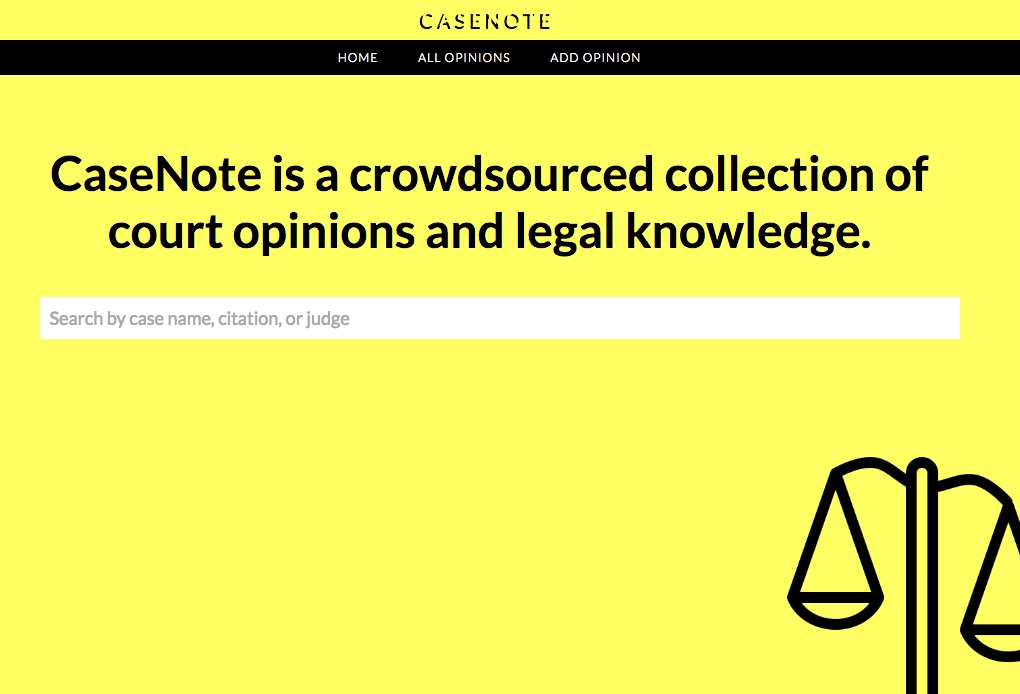 CASENOTE
HOME ALL OPINIONS ADD OPINION
CaseNote is a crowdsourced collection of
court opinions and legal knowledge.
Search by case name, citation, or judge